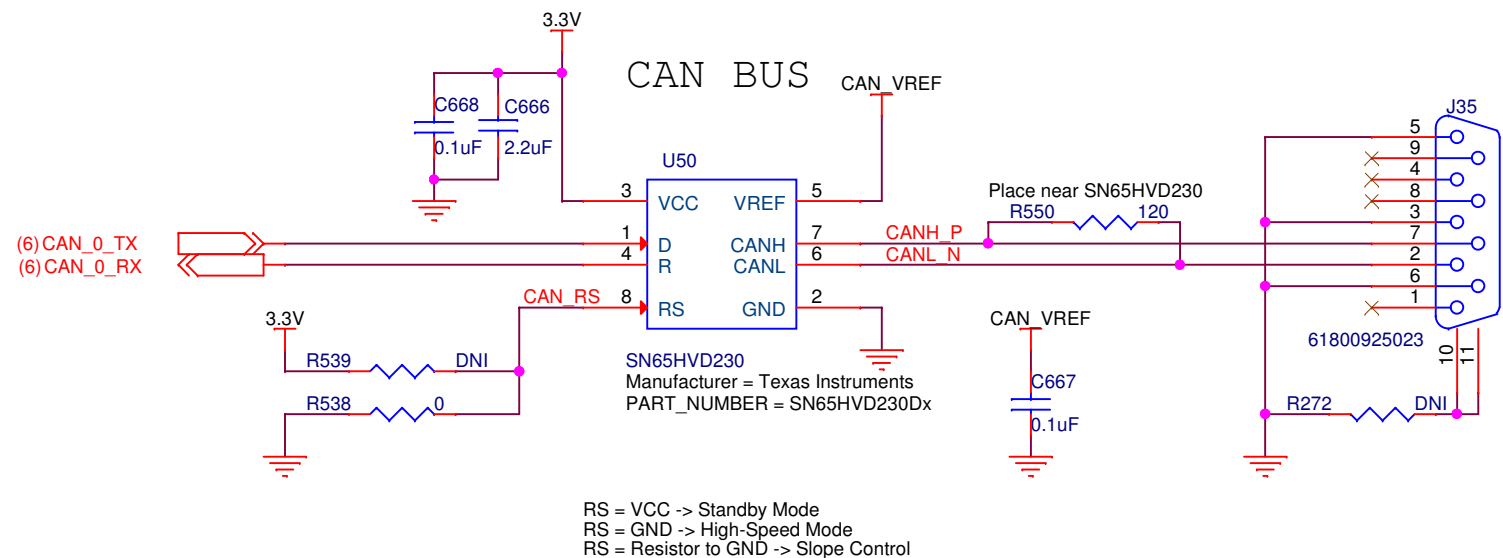 3.3V
CAN BUS
CAN_VREF
J35
C668
C666
0.1uF
2.2uF
U50
5
9
4
8
3
7
2
6
1
Place near SN65HVD230
R550
120
3
VCC
VREF
5
(6) CAN_0_TX
1
D
CANH
7
CANH_P
(6) CAN_0_RX
4
R
CANL
6
CANL_N
CAN_RS
8
RS
GND
2
3.3V
CAN_VREF
61800925023
10
11
R539
DNI
SN65HVD230
Manufacturer = Texas Instruments
PART_NUMBER = SN65HVD230Dx
C667
0.1uF
R538
0
R272
DNI
RS = VCC -> Standby Mode
RS = GND -> High-Speed Mode
RS = Resistor to GND -> Slope Control